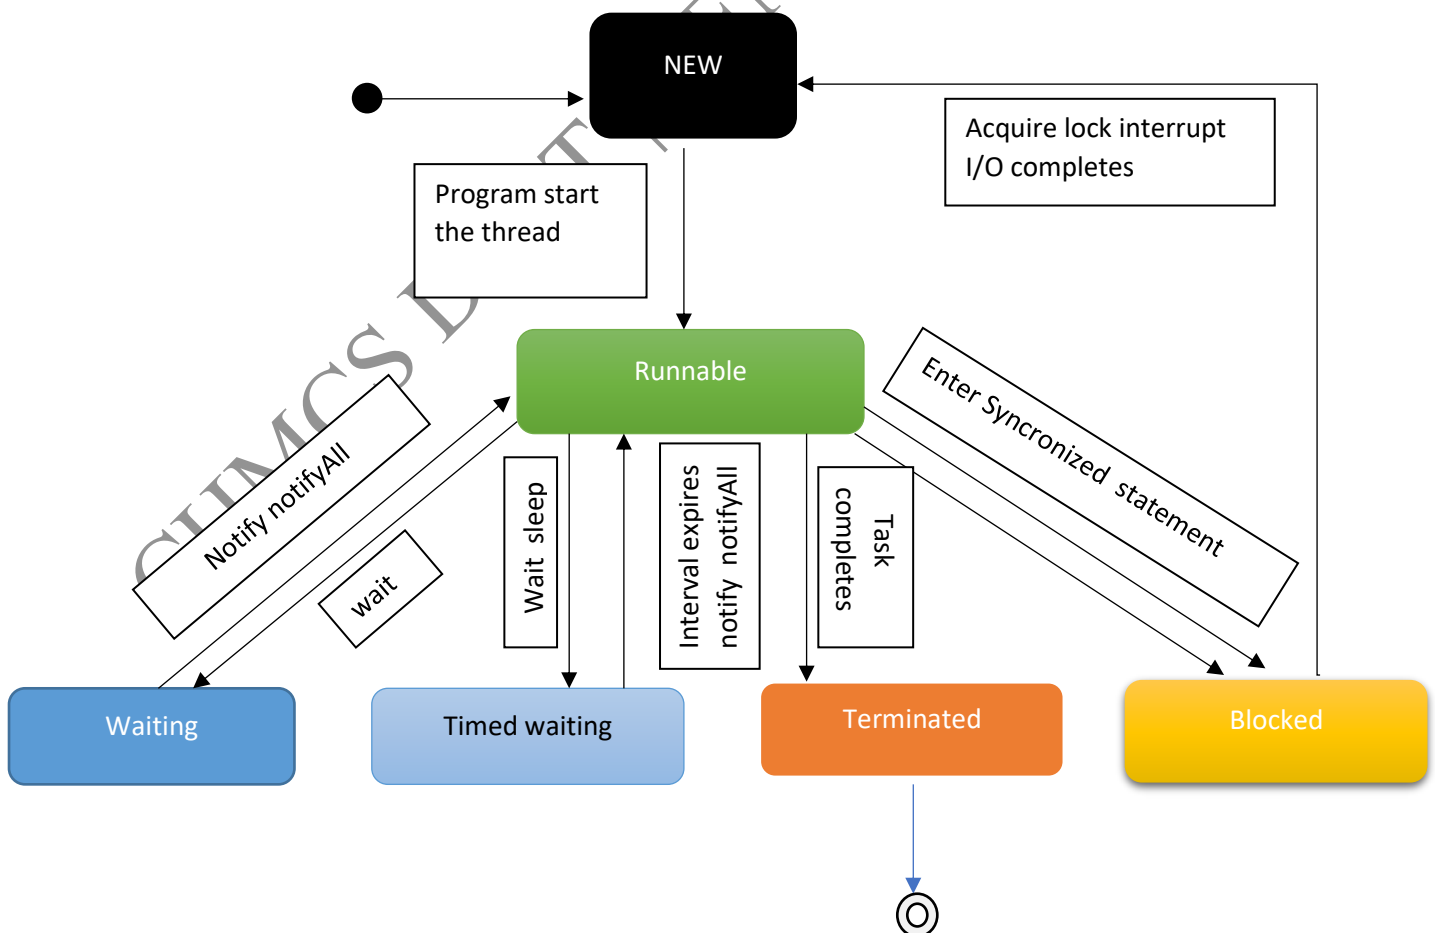 NEW
Acquire lock interrupt
I/O completes
Program start
the thread
Runnable
Enter Syncronized statement
Notify notifyAll
wait
Wait sleep
Interval expires
notify notifyAll
Task
completes
Waiting
Timed waiting
Terminated
Blocked